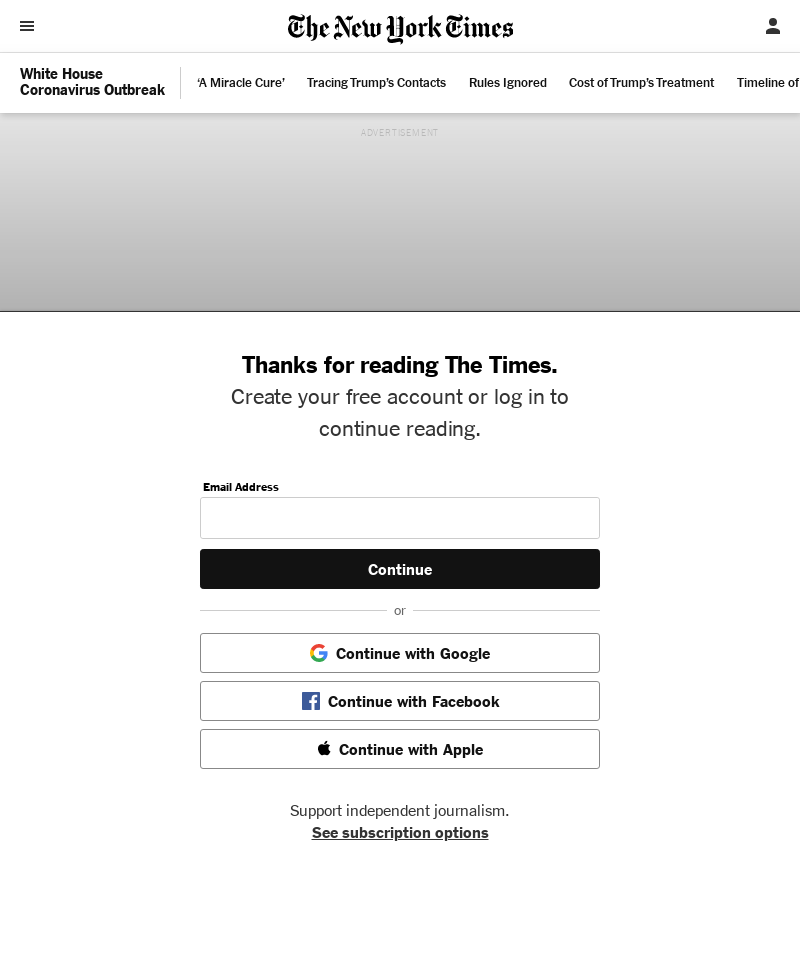 The New York Times
White House
Coronavirus Outbreak
‘A Miracle Cure’
Tracing Trump’s Contacts
Rules Ignored
Cost of Trump’s Treatment
Timeline of
ADVERTISEMENT
Thanks for reading The Times.
Create your free account or log in to
continue reading.
Email Address
Continue
or
Continue with Google
Continue with Facebook
Continue with Apple
Support independent journalism.
See subscription options